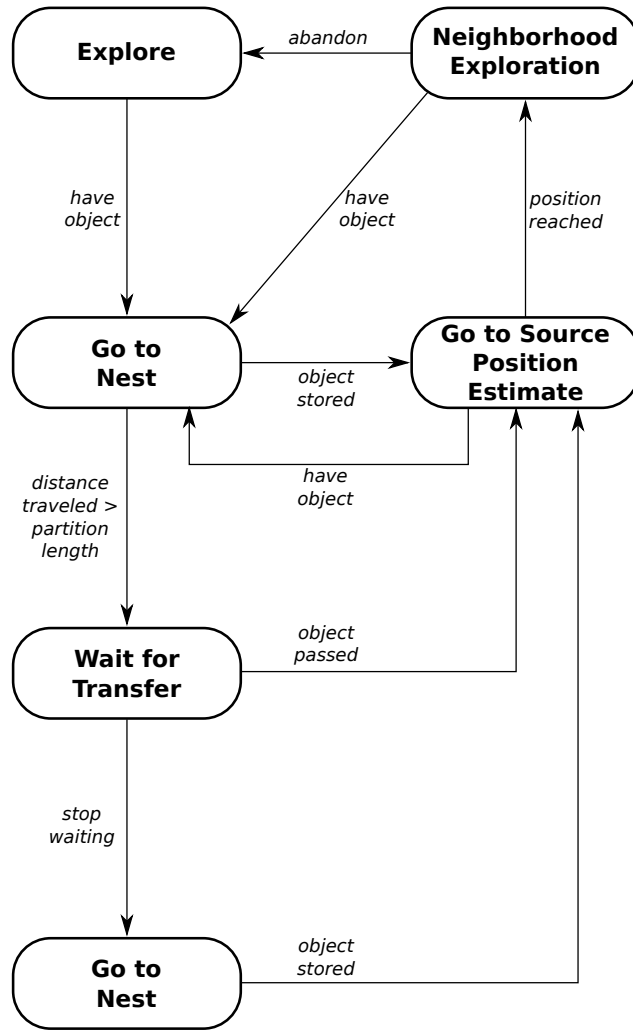 Explore
abandon
Neighborhood
Exploration
have
object
have
object
position
reached
Go to
Nest
object
stored
Go to Source
Position
Estimate
have
object
distance
traveled >
partition
length
Wait for
Transfer
object
passed
stop
waiting
Go to
Nest
object
stored